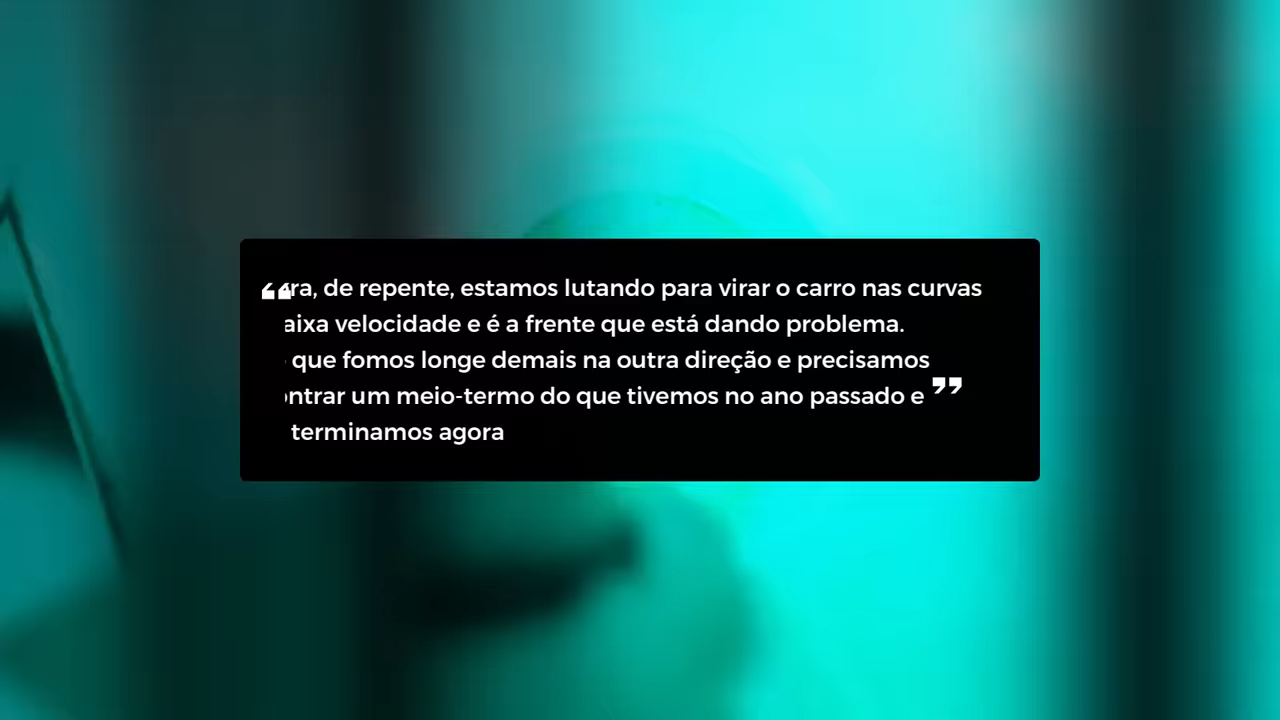 “ra, de repente, estamos lutando para virar o carro nas curvas
aixa velocidade e é a frente que está dando problema.
que fomos longe demais na outra direção e precisamos
ontrar um meio-termo do que tivemos no ano passado e ”
terminamos agora